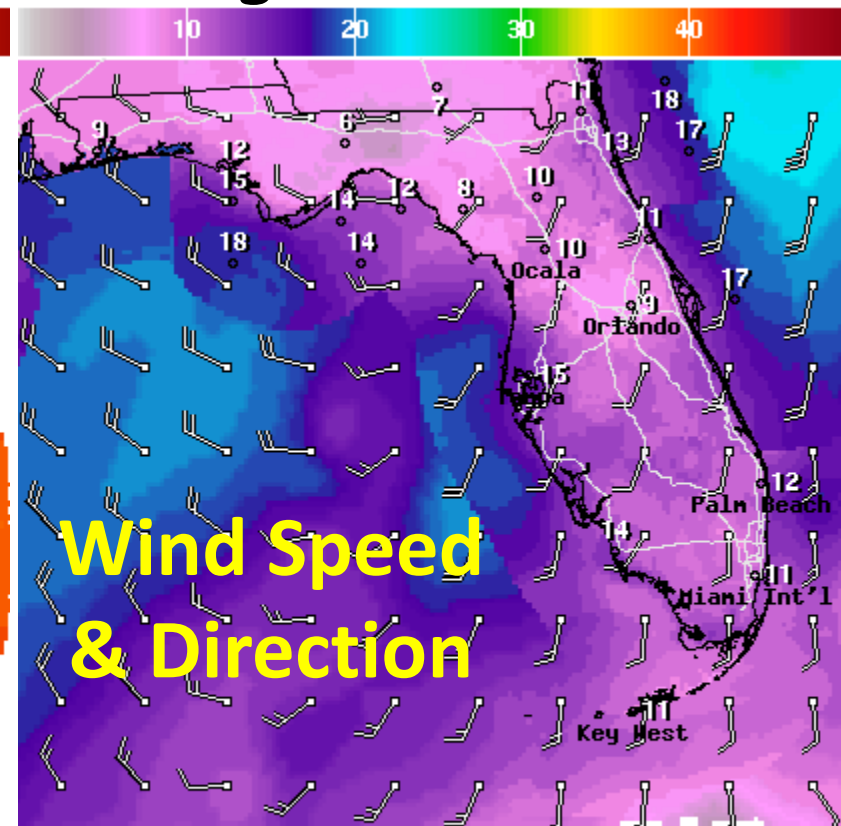 10 20 30 40
7 11 18
9 6 13 17
12
15 14 12 8 10
11
18 14 10
Ocala
17
9
Orlando
15
Tampa
12
Palm Beach
Wind Speed
14
11
Miami Int'l
& Direction
11
Key West